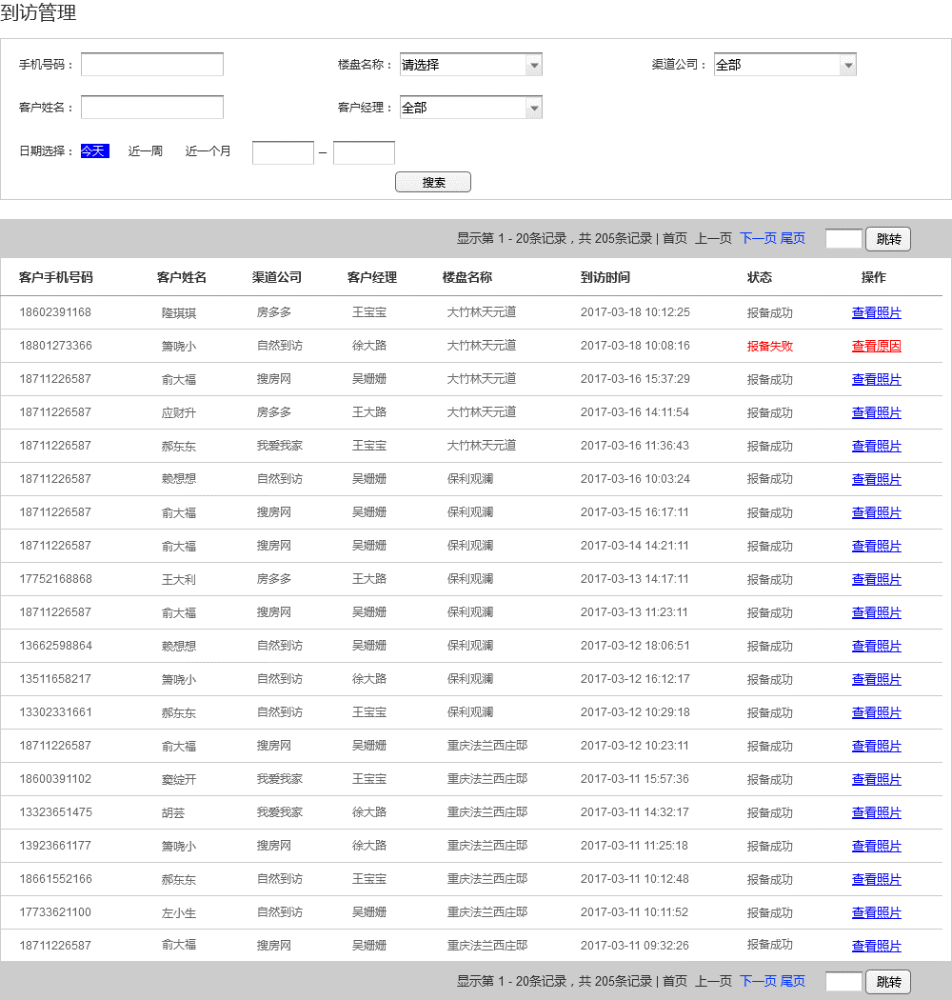 到访管理
手机号码： 楼盘名称： 请选择 渠道公司： 全部
客户姓名： 客户经理： 全部
日期选择： 今天 近一周 近一个月 –
搜索
显示第 1 - 20条记录，共 205条记录 | 首页 上一页 下一页 尾页 跳转
客户手机号码 客户姓名 渠道公司 客户经理 楼盘名称 到访时间 状态 操作
18602391168 隆琪琪 房多多 王宝宝 大竹林天元道 2017-03-18 10:12:25 报备成功 查看照片
18801273366 箫哓小 自然到访 徐大路 大竹林天元道 2017-03-18 10:08:16 报备失败 查看原因
18711226587 俞大福 搜房网 吴姗姗 大竹林天元道 2017-03-16 15:37:29 报备成功 查看照片
18711226587 应财升 房多多 王大路 大竹林天元道 2017-03-16 14:11:54 报备成功 查看照片
18711226587 郝东东 我爱我家 王宝宝 大竹林天元道 2017-03-16 11:36:43 报备成功 查看照片
18711226587 赖想想 自然到访 吴姗姗 保利观澜 2017-03-16 10:03:24 报备成功 查看照片
18711226587 俞大福 搜房网 吴姗姗 保利观澜 2017-03-15 16:17:11 报备成功 查看照片
18711226587 俞大福 搜房网 吴姗姗 保利观澜 2017-03-14 14:21:11 报备成功 查看照片
17752168868 王大利 房多多 王大路 保利观澜 2017-03-13 14:17:11 报备成功 查看照片
18711226587 俞大福 搜房网 吴姗姗 保利观澜 2017-03-13 11:23:11 报备成功 查看照片
13662598864 赖想想 自然到访 吴姗姗 保利观澜 2017-03-12 18:06:51 报备成功 查看照片
13511658217 箫哓小 自然到访 徐大路 保利观澜 2017-03-12 16:12:17 报备成功 查看照片
13302331661 郝东东 自然到访 王宝宝 保利观澜 2017-03-12 10:29:18 报备成功 查看照片
18711226587 俞大福 搜房网 吴姗姗 重庆法兰西庄邸 2017-03-12 10:23:11 报备成功 查看照片
18600391102 窦绽开 我爱我家 王宝宝 重庆法兰西庄邸 2017-03-11 15:57:36 报备成功 查看照片
13323651475 胡芸 我爱我家 徐大路 重庆法兰西庄邸 2017-03-11 14:32:17 报备成功 查看照片
13923661177 箫哓小 搜房网 徐大路 重庆法兰西庄邸 2017-03-11 11:25:18 报备成功 查看照片
18661552166 郝东东 自然到访 王宝宝 重庆法兰西庄邸 2017-03-11 10:12:48 报备成功 查看照片
17733621100 左小生 自然到访 吴姗姗 重庆法兰西庄邸 2017-03-11 10:11:52 报备成功 查看照片
18711226587 俞大福 搜房网 吴姗姗 重庆法兰西庄邸 2017-03-11 09:32:26 报备成功 查看照片
显示第 1 - 20条记录，共 205条记录 | 首页 上一页 下一页 尾页 跳转